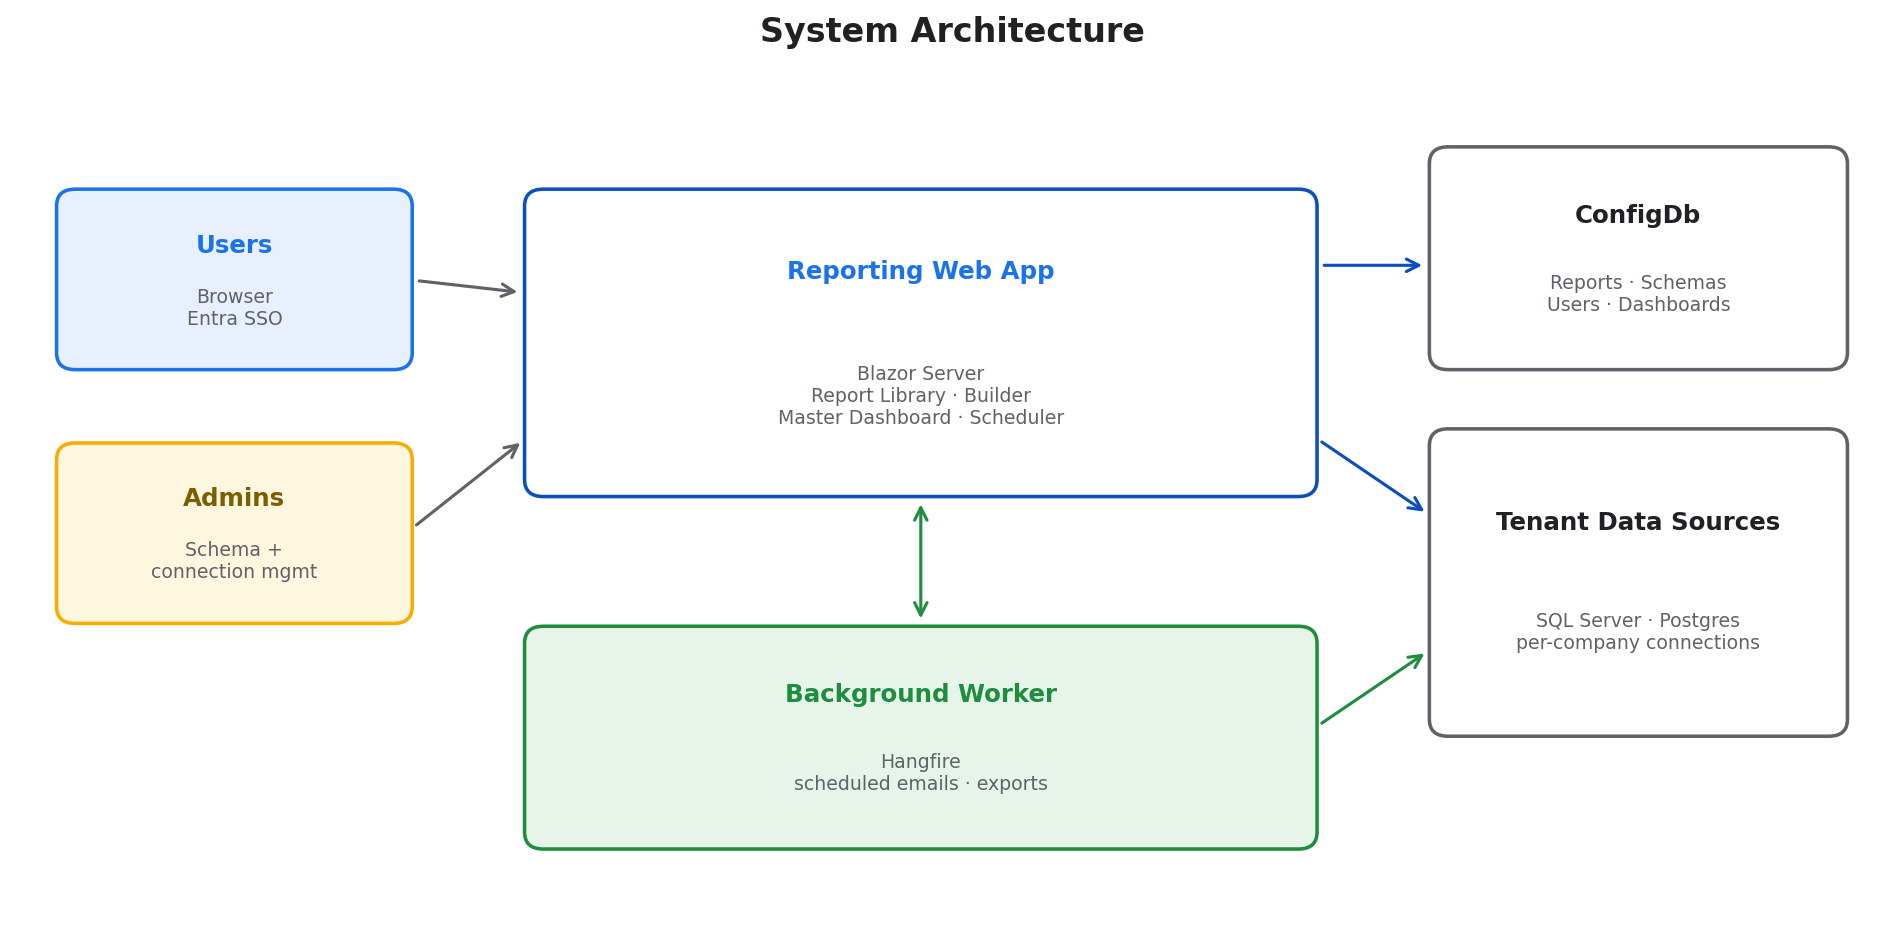 System Architecture
Users
Browser
Entra SSO
Admins
Schema +
connection mgmt
Reporting Web App
Blazor Server
Report Library · Builder
Master Dashboard · Scheduler
Background Worker
Hangfire
scheduled emails · exports
ConfigDb
Reports · Schemas
Users · Dashboards
Tenant Data Sources
SQL Server · Postgres
per-company connections